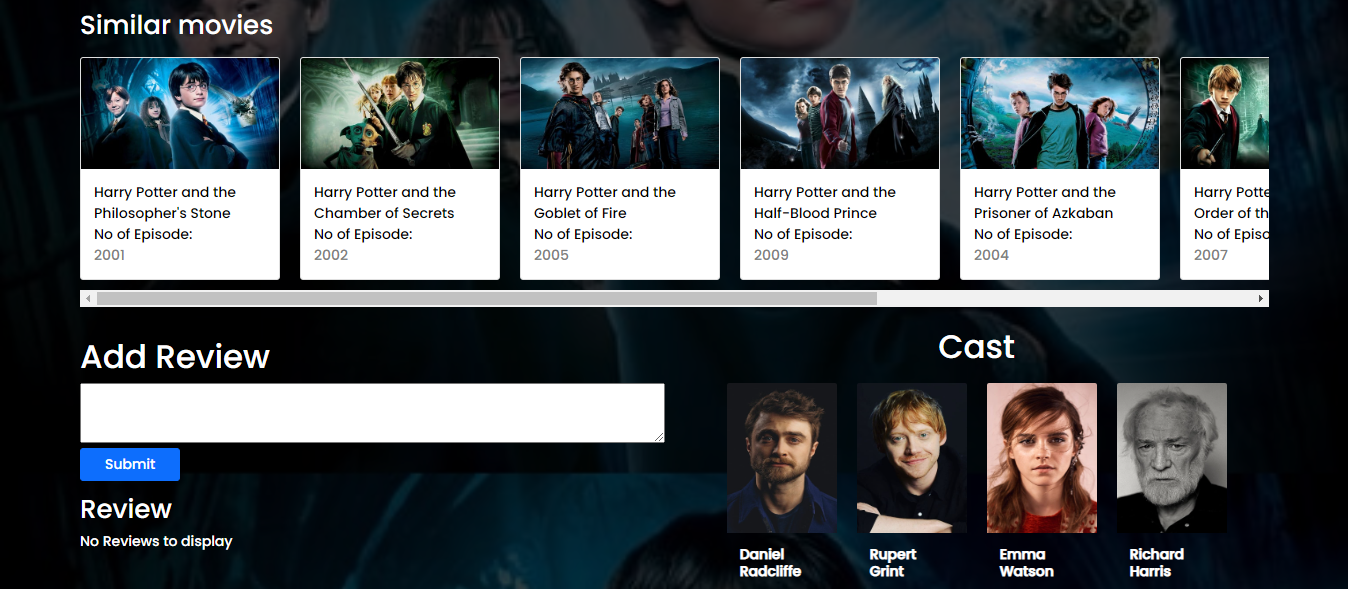 Similar movies
Harry Potter and the
Philosopher's Stone
No of Episode:
2001
Harry Potter and the
Chamber of Secrets
No of Episode:
2002
Harry Potter and the
Goblet of Fire
No of Episode:
2005
Harry Potter and the
Half-Blood Prince
No of Episode:
2009
Harry Potter and the
Prisoner of Azkaban
No of Episode:
2004
Harry Potte
Order of th
No of Episo
2007
Add Review
Submit
Review
No Reviews to display
Cast
Daniel
Radcliffe
Rupert
Grint
Emma
Watson
Richard
Harris